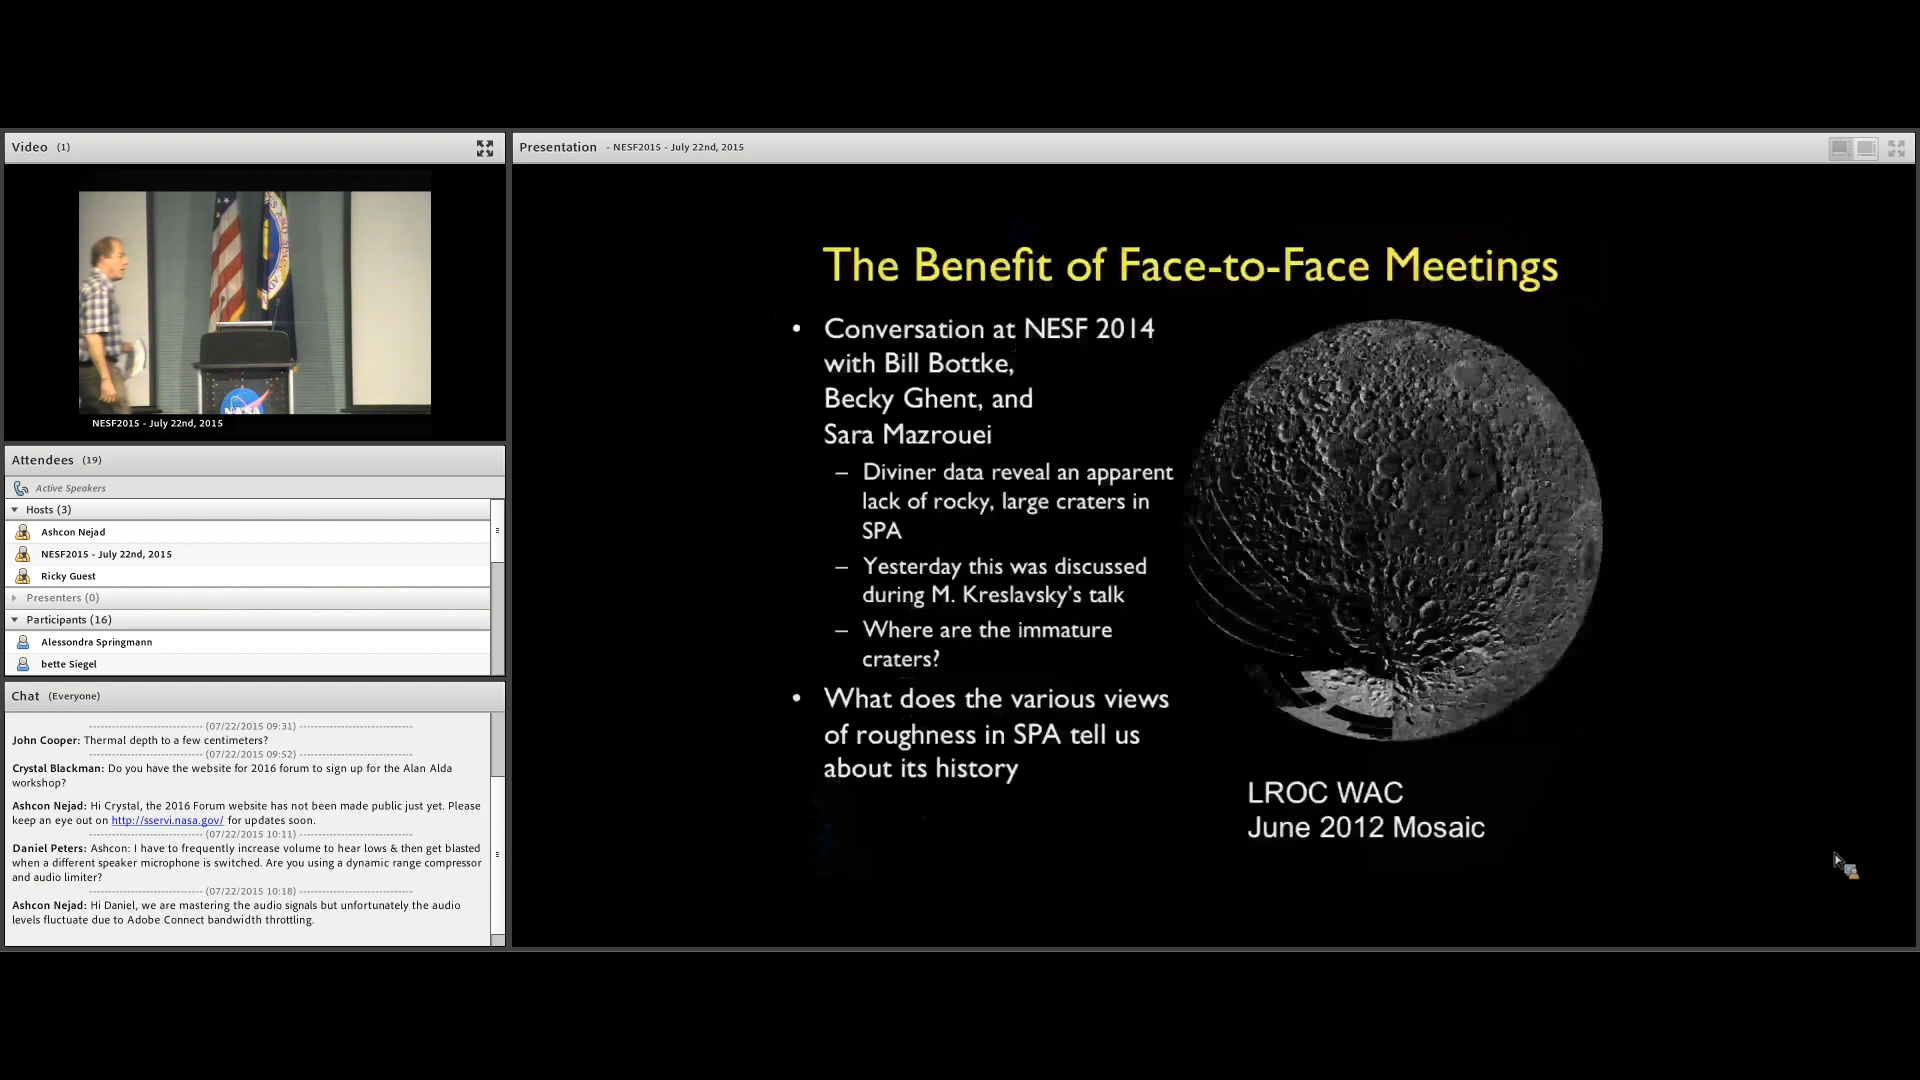 Video (1)
NESF2015 - July 22nd, 2015
Attendees (19)
Active Speakers
Hosts (3)
Ashcon Nejad
NESF2015 - July 22nd, 2015
Ricky Guest
Presenters (0)
Participants (16)
Alessondra Springmann
bette Siegel
Chat (Everyone)
(07/22/2015 09:31)
John Cooper: Thermal depth to a few centimeters?
(07/22/2015 09:52)
Crystal Blackman: Do you have the website for 2016 forum to sign up for the Alan Alda
workshop?
Ashcon Nejad: Hi Crystal, the 2016 Forum website has not been made public just yet. Please
keep an eye out on http://sservi.nasa.gov/ for updates soon.
(07/22/2015 10:11)
Daniel Peters: Ashcon: I have to frequently increase volume to hear lows & then get blasted
when a different speaker microphone is switched. Are you using a dynamic range compressor
and audio limiter?
(07/22/2015 10:18)
Ashcon Nejad: Hi Daniel, we are mastering the audio signals but unfortunately the audio
levels fluctuate due to Adobe Connect bandwidth throttling.
Presentation - NESF2015 - July 22nd, 2015
The Benefit of Face-to-Face Meetings
• Conversation at NESF 2014
with Bill Bottke,
Becky Ghent, and
Sara Mazrouei
– Diviner data reveal an apparent
lack of rocky, large craters in
SPA
– Yesterday this was discussed
during M. Kreslavsky's talk
– Where are the immature
craters?
• What does the various views
of roughness in SPA tell us
about its history
LROC WAC
June 2012 Mosaic